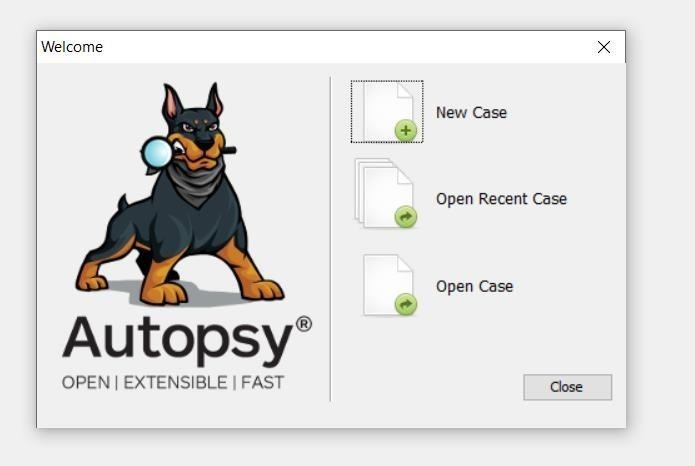 Welcome
New Case
Open Recent Case
Open Case
Autopsy®
OPEN | EXTENSIBLE | FAST
Close